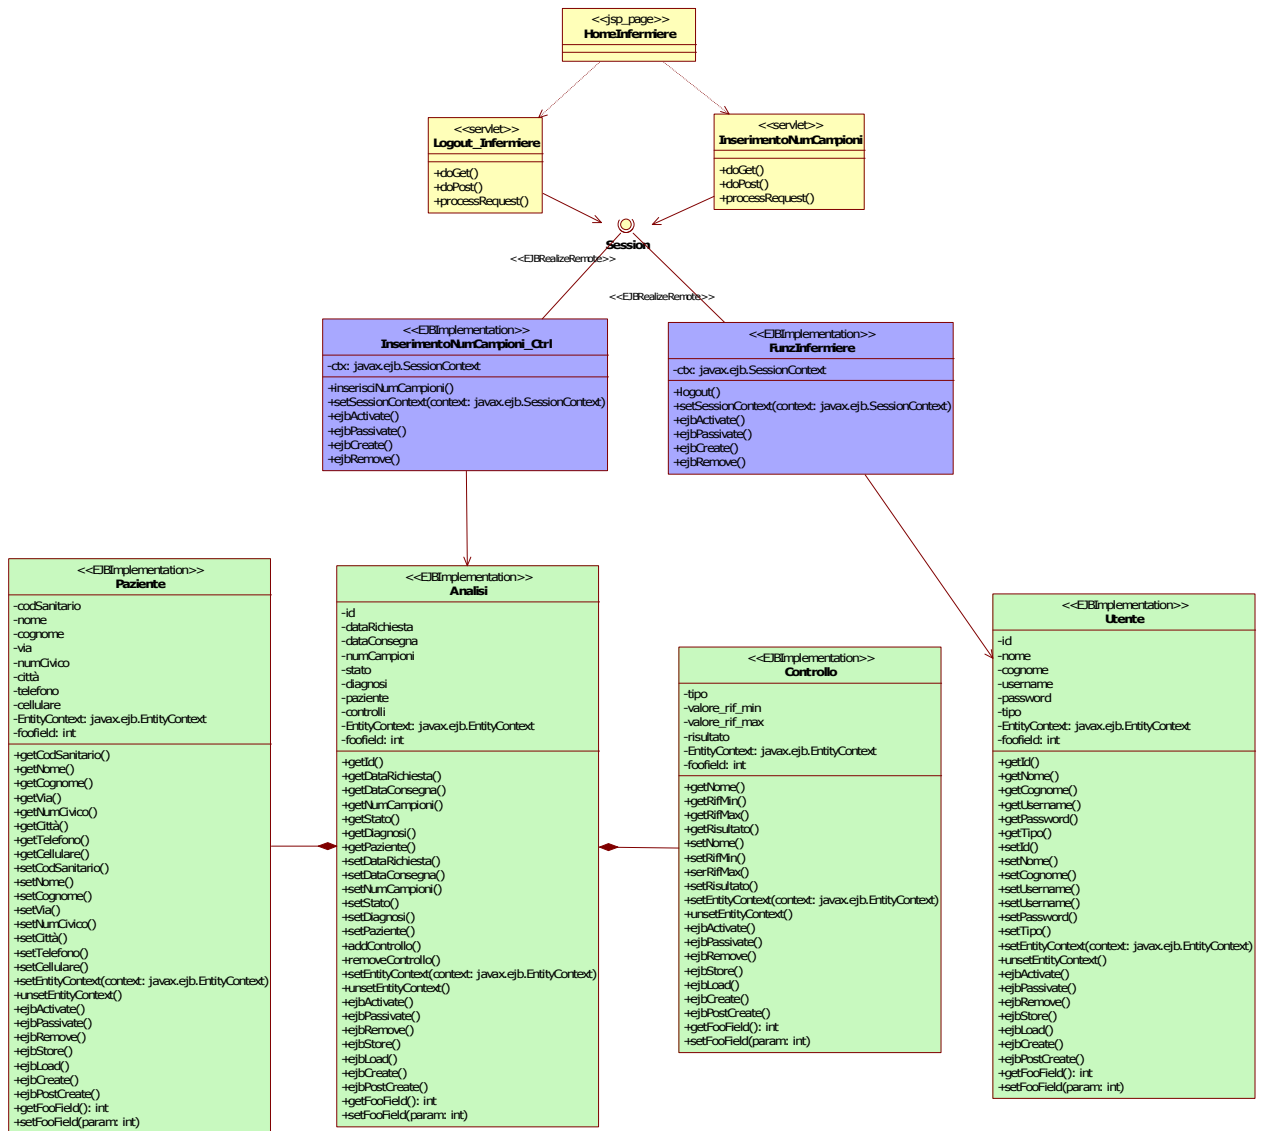 <<jsp_page>>
HomeInfermiere
<<servlet>>
Logout_Infermiere
+doGet()
+doPost()
+processRequest()
<<servlet>>
InserimentoNumCampioni
+doGet()
+doPost()
+processRequest()
Session
<<EJBRealizeRemote>>
<<EJBRealizeRemote>>
<<EJBImplementation>>
InserimentoNumCampioni_Ctrl
-ctx: javax.ejb.SessionContext
+inserisciNumCampioni()
+setSessionContext(context: javax.ejb.SessionContext)
+ejbActivate()
+ejbPassivate()
+ejbCreate()
+ejbRemove()
<<EJBImplementation>>
FunzInfermiere
-ctx: javax.ejb.SessionContext
+logout()
+setSessionContext(context: javax.ejb.SessionContext)
+ejbActivate()
+ejbPassivate()
+ejbCreate()
+ejbRemove()
<<EJBImplementation>>
Paziente
-codSanitario
-nome
-cognome
-via
-numCivico
-città
-telefono
-cellulare
-EntityContext: javax.ejb.EntityContext
-foofield: int
+getCodSanitario()
+getNome()
+getCognome()
+getVia()
+getNumCivico()
+getCittà()
+getTelefono()
+getCellulare()
+setCodSanitario()
+setNome()
+setCognome()
+setVia()
+setNumCivico()
+setCittà()
+setTelefono()
+setCellulare()
+setEntityContext(context: javax.ejb.EntityContext)
+unsetEntityContext()
+ejbActivate()
+ejbPassivate()
+ejbRemove()
+ejbStore()
+ejbLoad()
+ejbCreate()
+ejbPostCreate()
+getFooField(): int
+setFooField(param: int)
<<EJBImplementation>>
Analisi
-id
-dataRichiesta
-dataConsegna
-numCampioni
-stato
-diagnosi
-paziente
-controlli
-EntityContext: javax.ejb.EntityContext
-foofield: int
+getId()
+getDataRichiesta()
+getDataConsegna()
+getNumCampioni()
+getStato()
+getDiagnosi()
+getPaziente()
+setDataRichiesta()
+setDataConsegna()
+setNumCampioni()
+setStato()
+setDiagnosi()
+setPaziente()
+addControllo()
+removeControllo()
+setEntityContext(context: javax.ejb.EntityContext)
+unsetEntityContext()
+ejbActivate()
+ejbPassivate()
+ejbRemove()
+ejbStore()
+ejbLoad()
+ejbCreate()
+ejbPostCreate()
+getFooField(): int
+setFooField(param: int)
<<EJBImplementation>>
Controllo
-tipo
-valore_rif_min
-valore_rif_max
-risultato
-EntityContext: javax.ejb.EntityContext
-foofield: int
+getNome()
+getRifMin()
+getRifMax()
+getRisultato()
+setNome()
+setRifMin()
+serRifMax()
+setRisultato()
+setEntityContext(context: javax.ejb.EntityContext)
+unsetEntityContext()
+ejbActivate()
+ejbPassivate()
+ejbRemove()
+ejbStore()
+ejbLoad()
+ejbCreate()
+ejbPostCreate()
+getFooField(): int
+setFooField(param: int)
<<EJBImplementation>>
Utente
-id
-nome
-cognome
-username
-password
-tipo
-EntityContext: javax.ejb.EntityContext
-foofield: int
+getId()
+getNome()
+getCognome()
+getUsername()
+getPassword()
+getTipo()
+setId()
+setNome()
+setCognome()
+setUsername()
+setUsername()
+setPassword()
+setTipo()
+setEntityContext(context: javax.ejb.EntityContext)
+unsetEntityContext()
+ejbActivate()
+ejbPassivate()
+ejbRemove()
+ejbStore()
+ejbLoad()
+ejbCreate()
+ejbPostCreate()
+getFooField(): int
+setFooField(param: int)